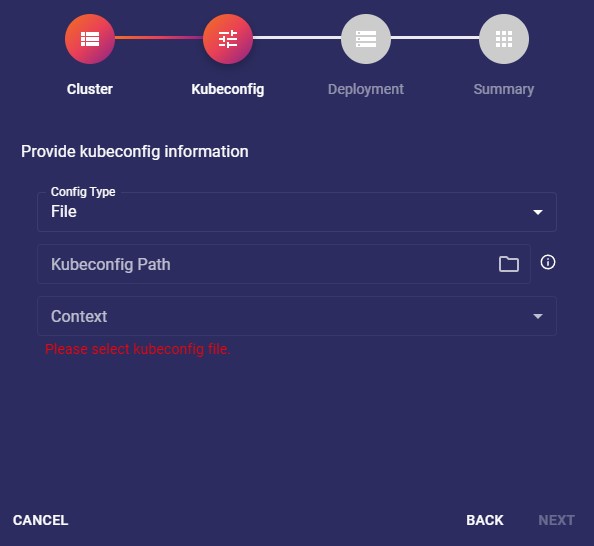 Cluster
Kubeconfig
Deployment
Summary
Provide kubeconfig information
Config Type
File
Kubeconfig Path
Context
Please select kubeconfig file.
CANCEL
BACK
NEXT